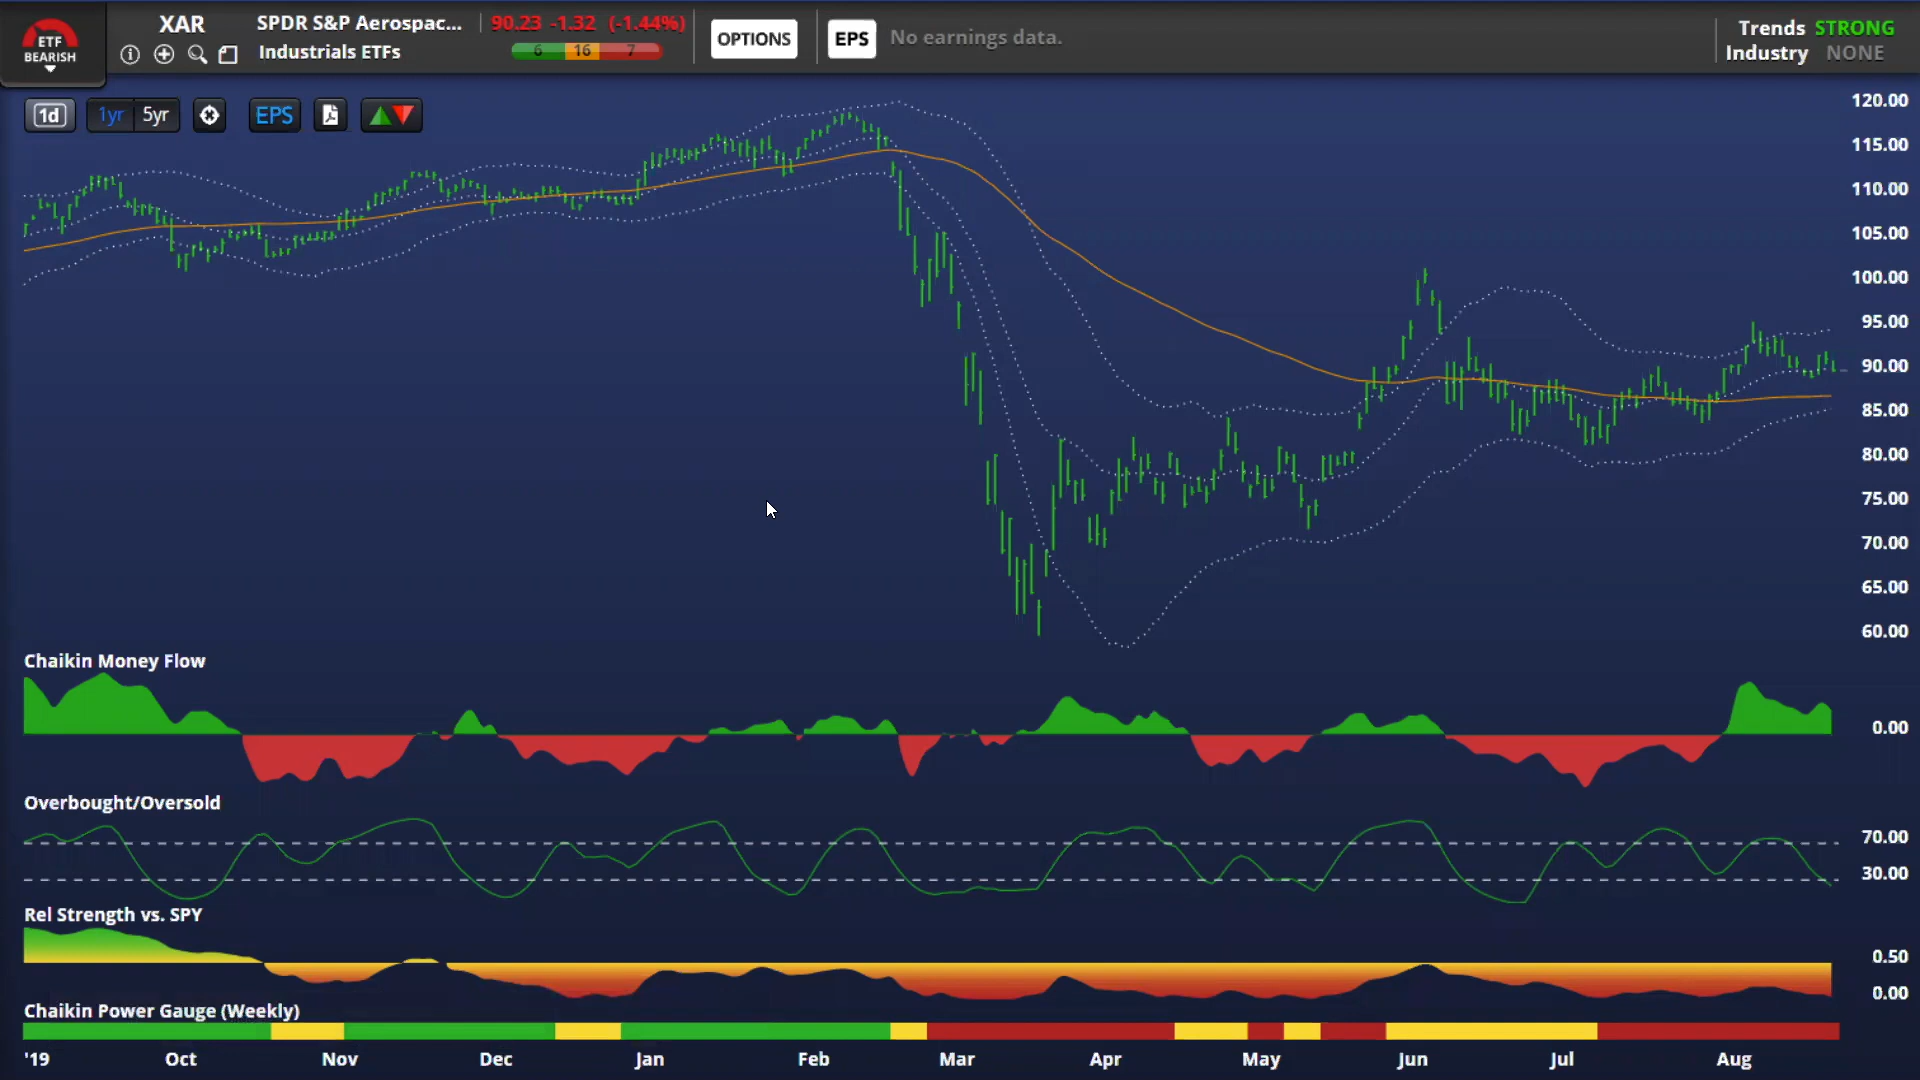 ETF
BEARISH
XAR
SPDR S&P Aerospac...
Industrials ETFs
90.23 -1.32 (-1.44%)
6 16 7
OPTIONS
EPS
No earnings data.
Trends STRONG
Industry NONE
1d
1yr 5yr
EPS
120.00
115.00
110.00
105.00
100.00
95.00
90.00
85.00
80.00
75.00
70.00
65.00
60.00
Chaikin Money Flow
0.00
Overbought/Oversold
70.00
30.00
Rel Strength vs. SPY
0.50
0.00
Chaikin Power Gauge (Weekly)
'19 Oct Nov Dec Jan Feb Mar Apr May Jun Jul Aug